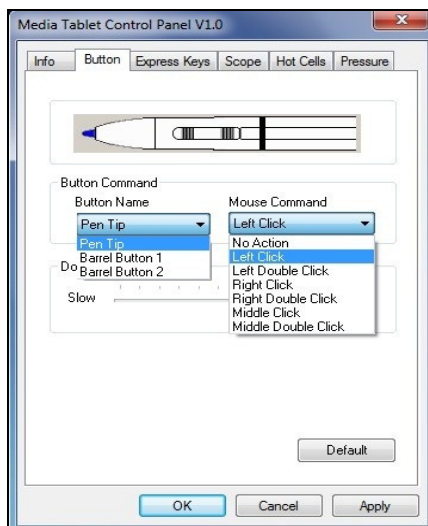 Media Tablet Control Panel V1.0
Info Button Express Keys Scope Hot Cells Pressure
Button Command
Button Name Mouse Command
Pen Tip Left Click
Pen Tip No Action
Barrel Button 1 Left Click
Barrel Button 2 Left Double Click
Do Right Click
Slow Right Double Click
Middle Click
Middle Double Click
Default
OK Cancel Apply